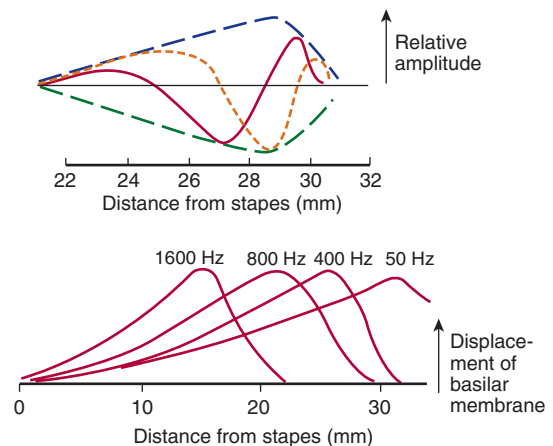 Relative
amplitude
22 24 26 28 30 32
Distance from stapes (mm)
1600 Hz 800 Hz 400 Hz 50 Hz
Displace-
ment of
basilar
membrane
0 10 20 30
Distance from stapes (mm)